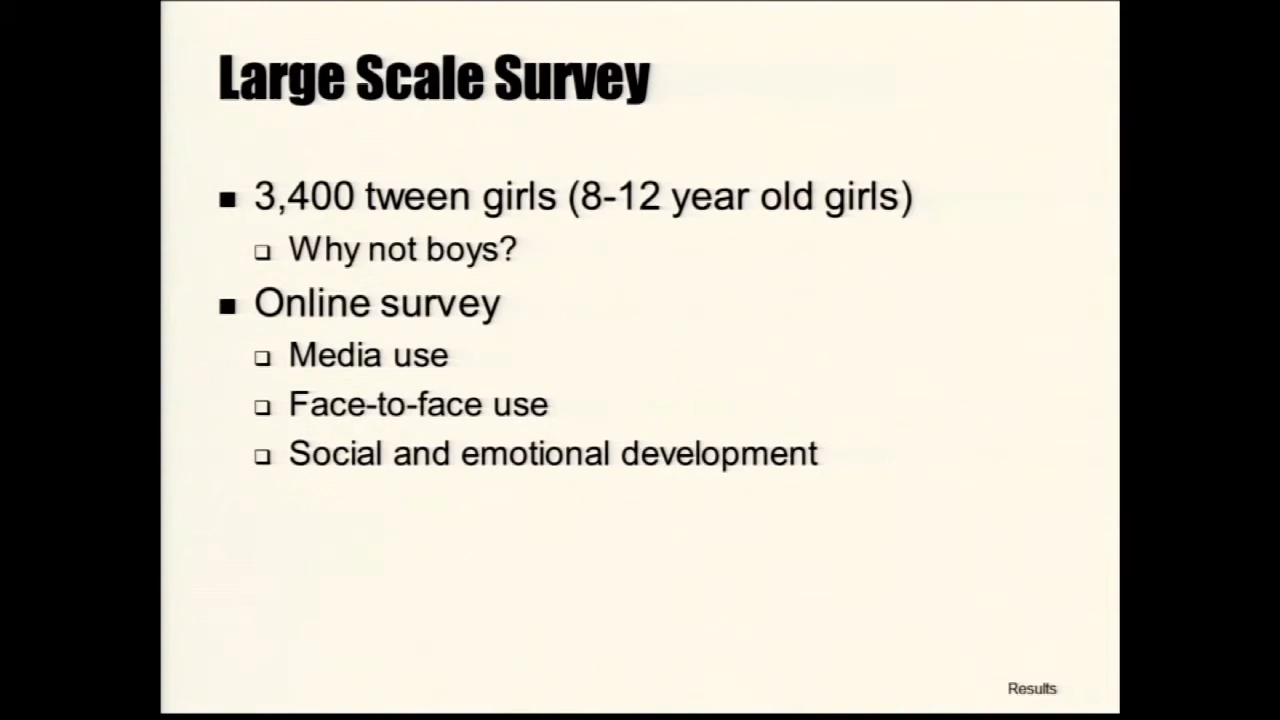 Large Scale Survey
3,400 tween girls (8-12 year old girls)
Why not boys?
Online survey
Media use
Face-to-face use
Social and emotional development
Results